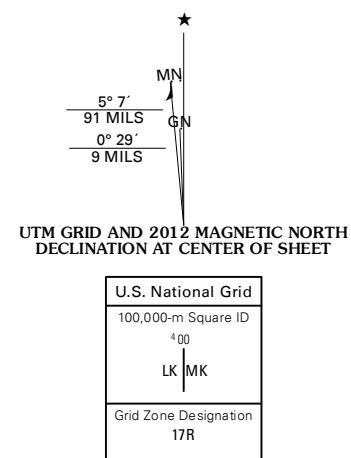 ★
MN
5° 7´
91 MILS
GN
0° 29´
9 MILS
UTM GRID AND 2012 MAGNETIC NORTH
DECLINATION AT CENTER OF SHEET
U.S. National Grid
100,000-m Square ID
⁴00
LK MK
Grid Zone Designation
17R